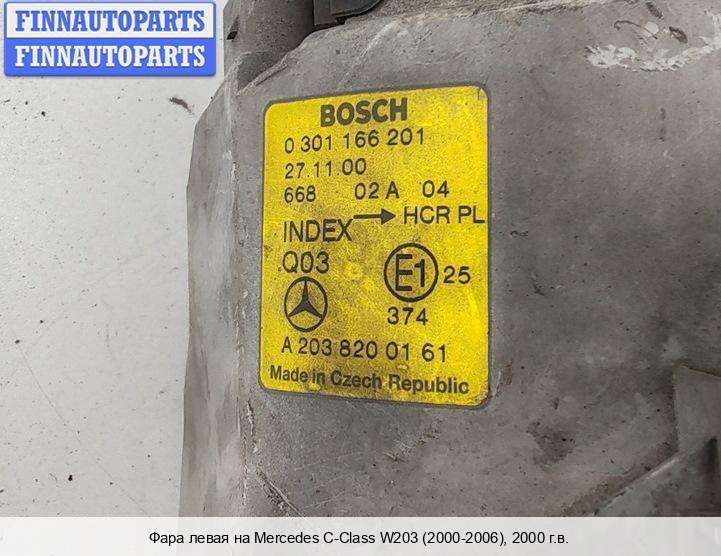 FINNAUTOPARTS
FINNAUTOPARTS
BOSCH
0 301 166 201
27.11.00
668 02 A 04
INDEX → HCR PL
Q03
E1 25
374
A 203 820 01 61
Made in Czech Republic
Фара левая на Mercedes C-Class W203 (2000-2006), 2000 г.в.